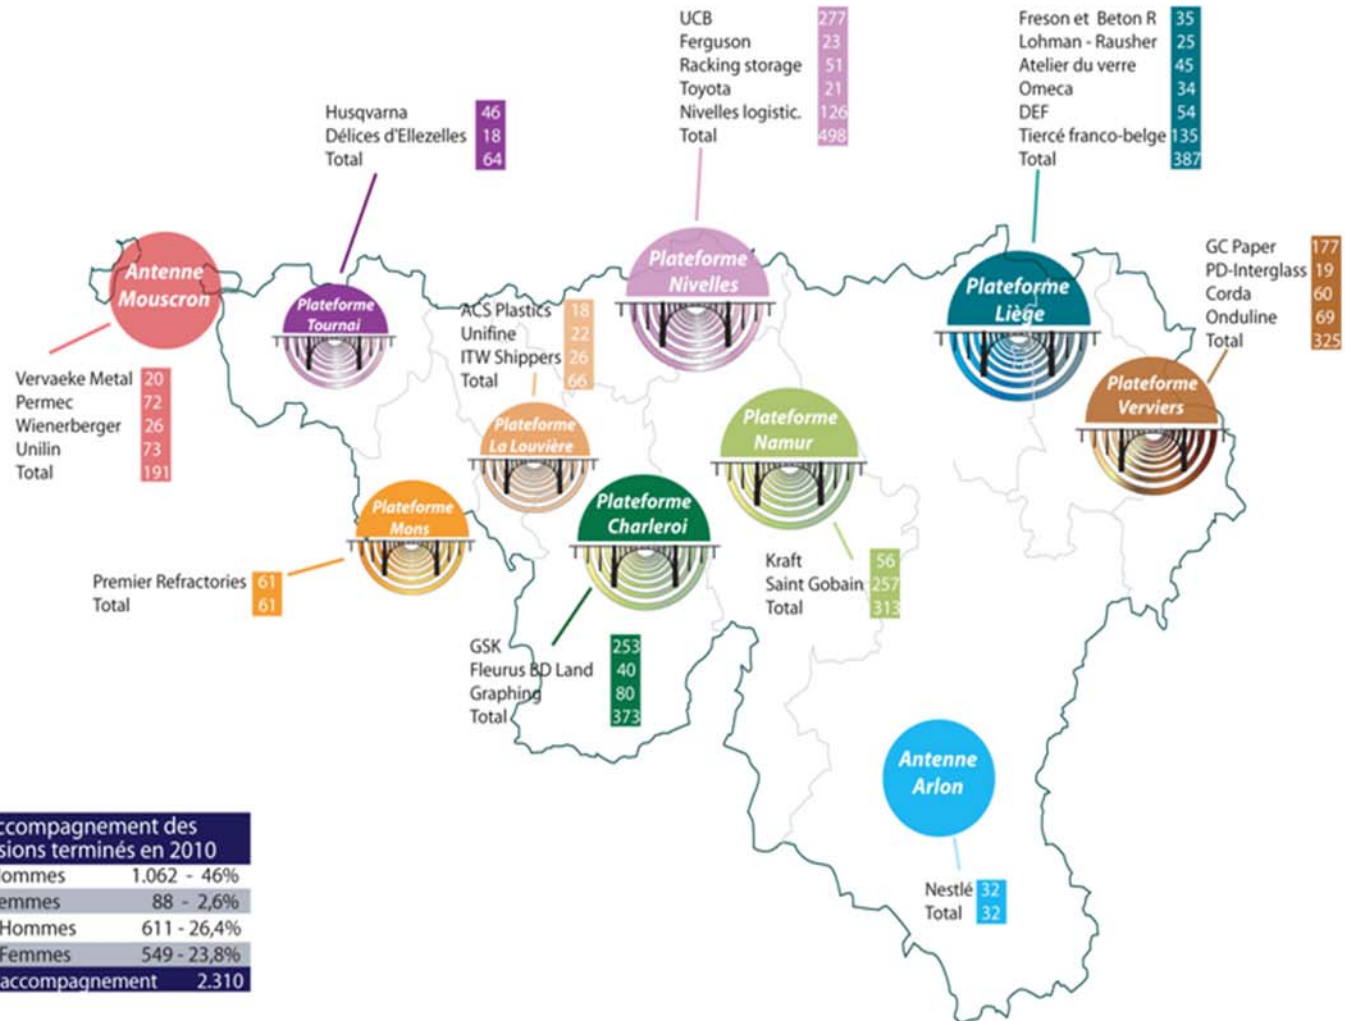 UCB 277
Ferguson 23
Racking storage 51
Toyota 21
Nivelles logistic. 126
Total 498
Freson et Beton R 35
Lohman - Rausher 25
Atelier du verre 45
Omeca 34
DEF 54
Tiercé franco-belge 135
Total 387
Husqvarna 46
Délices d'Ellezelles 18
Total 64
GC Paper 177
PD-Interglass 19
Corda 60
Onduline 69
Total 325
Antenne
Mouscron
Plateforme
Tournai
Plateforme
Nivelles
Plateforme
Liège
ACS Plastics 18
Unifine 22
ITW Shippers 26
Total 66
Vervaeke Metal 20
Permec 72
Wienerberger 26
Unilin 73
Total 191
Plateforme
La Louvière
Plateforme
Namur
Plateforme
Verviers
Plateforme
Mons
Plateforme
Charleroi
Premier Refractories 61
Total 61
Kraft 56
Saint Gobain 257
Total 313
GSK 253
Fleurus BD Land 40
Graphing 80
Total 373
Antenne
Arlon
Nestlé 32
Total 32
ccompagnement des
sions terminés en 2010
ommes 1.062 - 46%
emmes 88 - 2,6%
Hommes 611 - 26,4%
Femmes 549 - 23,8%
accompagnement 2.310